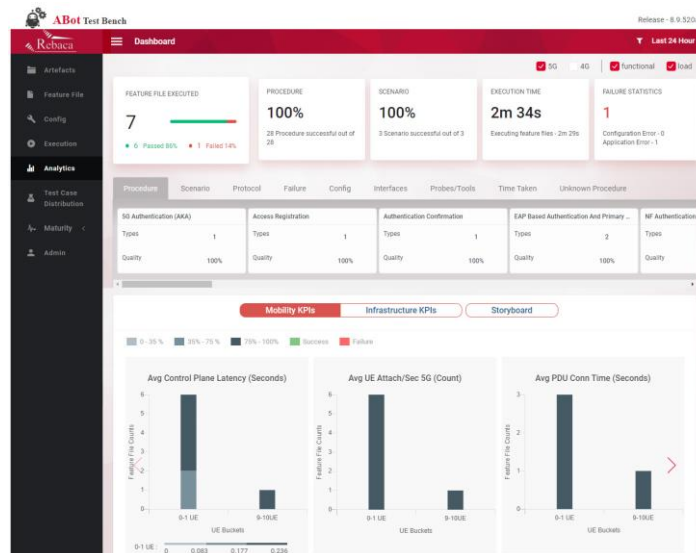 ABot Test Bench
Release - 8.9.520
Rebaca
Dashboard
Last 24 Hour
5G
4G
functional
load
Artefacts
Feature File
Config
Execution
Analytics
Test Case
Distribution
Maturity <
Admin
FEATURE FILE EXECUTED
7
6 Passed 86%
1 Failed 14%
PROCEDURE
100%
28 Procedure successful out of
28
SCENARIO
100%
3 Scenario successful out of 3
EXECUTION TIME
2m 34s
Executing feature files - 2m 29s
FAILURE STATISTICS
1
Configuration Error - 0
Application Error - 1
Procedure
Scenario
Protocol
Failure
Config
Interfaces
Probes/Tools
Time Taken
Unknown Procedure
5G Authentication (AKA)
Types 1
Quality 100%
Access Registration
Types 1
Quality 100%
Authentication Confirmation
Types 1
Quality 100%
EAP Based Authentication And Primary ...
Types 2
Quality 100%
NF Authentication
Types
Quality
Mobility KPIs
Infrastructure KPIs
Storyboard
0 - 35 %
35% - 75 %
75% - 100%
Success
Failure
Avg Control Plane Latency (Seconds)
Feature File Counts
6
5
4
3
2
1
0
0-1 UE
9-10UE
UE Buckets
0-1 UE :
0
0.083
0.177
0.236
Avg UE Attach/Sec 5G (Count)
Feature File Counts
6
5
4
3
2
1
0
0-1 UE
9-10UE
UE Buckets
Avg PDU Conn Time (Seconds)
Feature File Counts
3
2
1
0
0-1 UE
9-10UE
UE Buckets